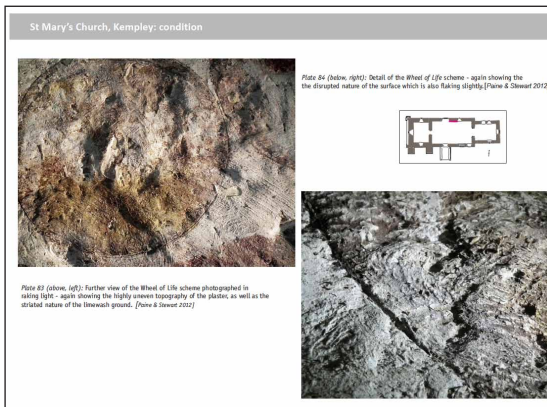 St Mary's Church, Kempley: condition
Plate 84 (below, right): Detail of the Wheel of Life scheme - again showing the
the disrupted nature of the surface which is also flaking slightly.[Paine & Stewart 2012
Plate 83 (above, left): Further view of the Wheel of Life scheme photographed in
raking light - again showing the highly uneven topography of the plaster, as well as the
striated nature of the limewash ground. [Paine & Stewart 2012]